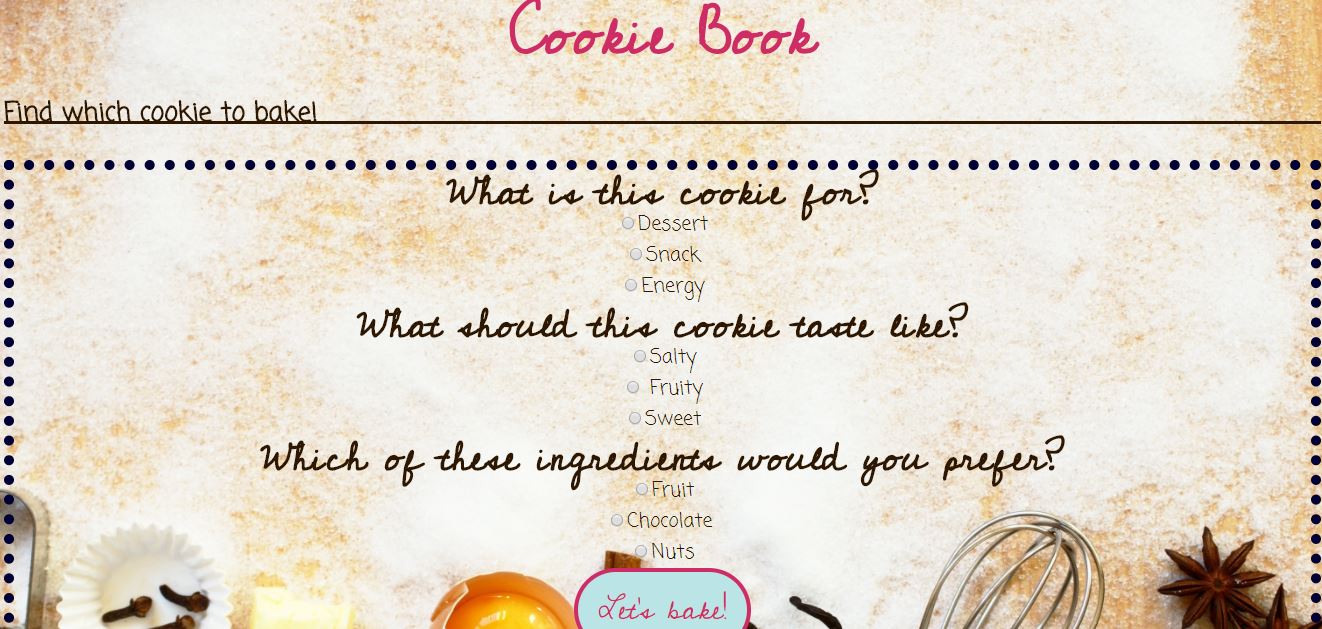 Cookie Book
Find which cookie to bake!
What is this cookie for?
Dessert
Snack
Energy
What should this cookie taste like?
Salty
Fruity
Sweet
Which of these ingredients would you prefer?
Fruit
Chocolate
Nuts
Let's bake!